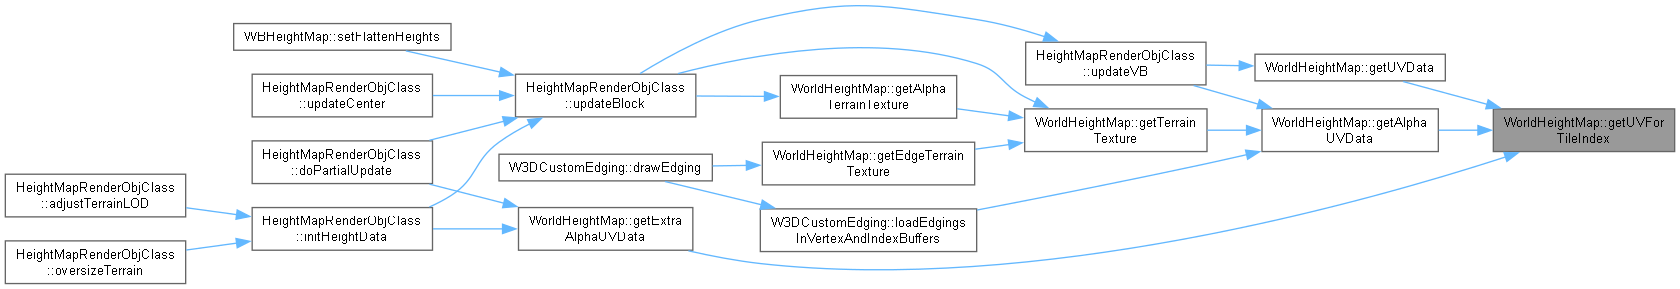 WBHeightMap::setFlattenHeights
HeightMapRenderObjClass
::updateCenter
HeightMapRenderObjClass
::doPartialUpdate
HeightMapRenderObjClass
::adjustTerrainLOD
HeightMapRenderObjClass
::oversizeTerrain
HeightMapRenderObjClass
::initHeightData
HeightMapRenderObjClass
::updateBlock
W3DCustomEdging::drawEdging
WorldHeightMap::getExtra
AlphaUVData
WorldHeightMap::getAlpha
TerrainTexture
WorldHeightMap::getEdgeTerrain
Texture
W3DCustomEdging::loadEdgings
InVertexAndIndexBuffers
HeightMapRenderObjClass
::updateVB
WorldHeightMap::getTerrain
Texture
WorldHeightMap::getUVData
WorldHeightMap::getAlpha
UVData
WorldHeightMap::getUVFor
TileIndex